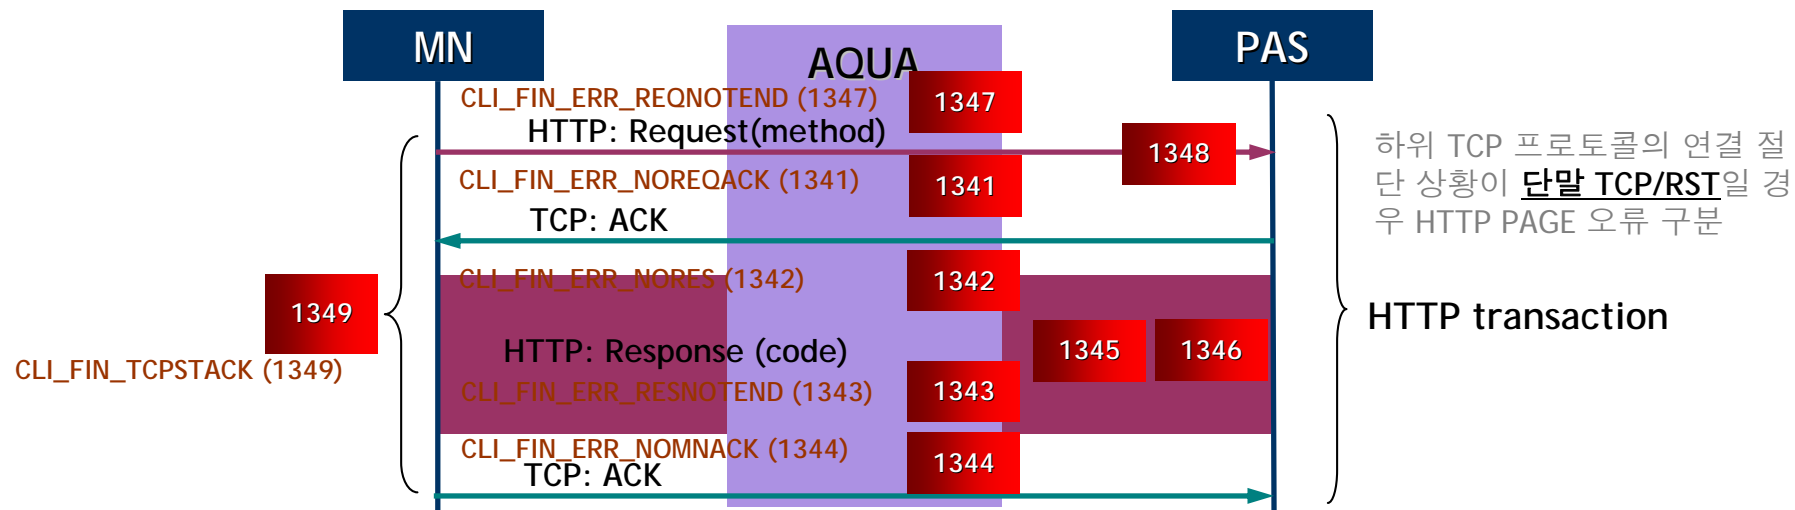 MN
AQUA
PAS
CLI_FIN_ERR_REQNOTEND (1347)
1347
HTTP: Request(method)
1348
CLI_FIN_ERR_NOREQACK (1341)
1341
TCP: ACK
하위 TCP 프로토콜의 연결 절
단 상황이 단말 TCP/RST일 경
우 HTTP PAGE 오류 구분
CLI_FIN_ERR_NORES (1342)
1342
1349
HTTP transaction
HTTP: Response (code)
1345
1346
CLI_FIN_TCPSTACK (1349)
CLI_FIN_ERR_RESNOTEND (1343)
1343
CLI_FIN_ERR_NOMNACK (1344)
1344
TCP: ACK